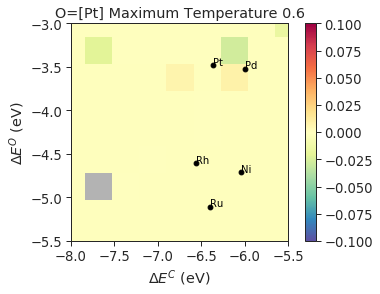 O=[Pt] Maximum Temperature 0.6
−3.0
−3.5
−4.0
−4.5
−5.0
−5.5
ΔE^O (eV)
Pt
Pd
Rh
Ni
Ru
−8.0 −7.5 −7.0 −6.5 −6.0 −5.5
ΔE^C (eV)
0.100
0.075
0.050
0.025
0.000
−0.025
−0.050
−0.075
−0.100